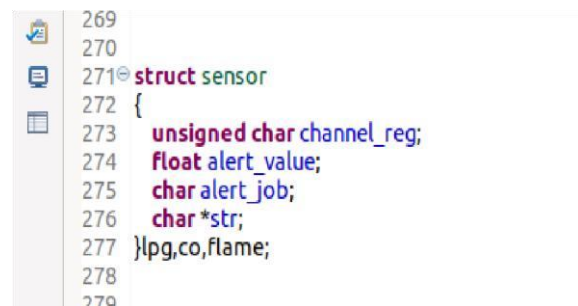 269
270
271 struct sensor
272 {
273 unsigned char channel_reg;
274 float alert_value;
275 char alert_job;
276 char *str;
277 }lpg,co,flame;
278
279